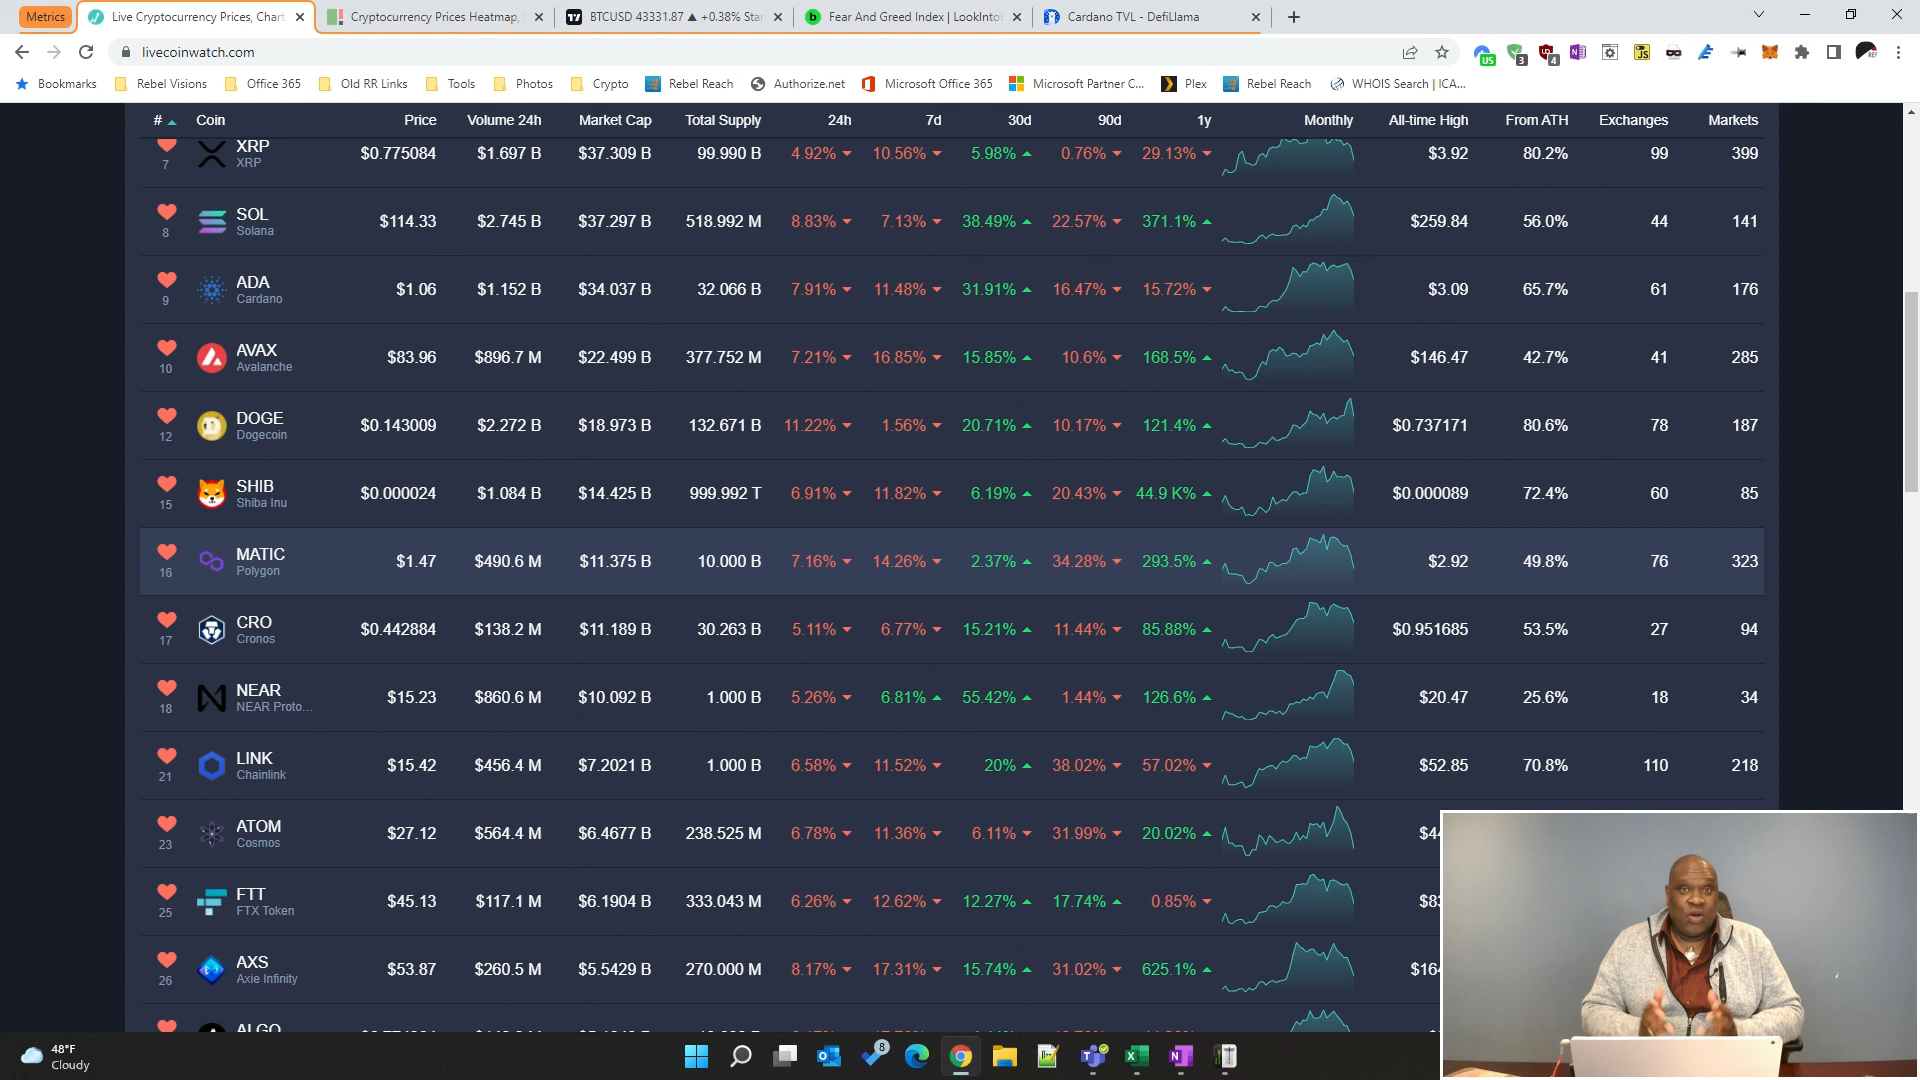 Metrics
Live Cryptocurrency Prices, Chart
Cryptocurrency Prices Heatmap,
BTCUSD 43331.87 ▲ +0.38% Star
Fear And Greed Index | LookIntoB
Cardano TVL - DefiLlama
livecoinwatch.com
Bookmarks Rebel Visions Office 365 Old RR Links Tools Photos Crypto Rebel Reach Authorize.net Microsoft Office 365 Microsoft Partner C... Plex Rebel Reach WHOIS Search | ICA...
# Coin Price Volume 24h Market Cap Total Supply 24h 7d 30d 90d 1y Monthly All-time High From ATH Exchanges Markets
7 XRP XRP $0.775084 $1.697 B $37.309 B 99.990 B 4.92% 10.56% 5.98% 0.76% 29.13% $3.92 80.2% 99 399
8 SOL Solana $114.33 $2.745 B $37.297 B 518.992 M 8.83% 7.13% 38.49% 22.57% 371.1% $259.84 56.0% 44 141
9 ADA Cardano $1.06 $1.152 B $34.037 B 32.066 B 7.91% 11.48% 31.91% 16.47% 15.72% $3.09 65.7% 61 176
10 AVAX Avalanche $83.96 $896.7 M $22.499 B 377.752 M 7.21% 16.85% 15.85% 10.6% 168.5% $146.47 42.7% 41 285
12 DOGE Dogecoin $0.143009 $2.272 B $18.973 B 132.671 B 11.22% 1.56% 20.71% 10.17% 121.4% $0.737171 80.6% 78 187
15 SHIB Shiba Inu $0.000024 $1.084 B $14.425 B 999.992 T 6.91% 11.82% 6.19% 20.43% 44.9 K% $0.000089 72.4% 60 85
16 MATIC Polygon $1.47 $490.6 M $11.375 B 10.000 B 7.16% 14.26% 2.37% 34.28% 293.5% $2.92 49.8% 76 323
17 CRO Cronos $0.442884 $138.2 M $11.189 B 30.263 B 5.11% 6.77% 15.21% 11.44% 85.88% $0.951685 53.5% 27 94
18 NEAR NEAR Proto... $15.23 $860.6 M $10.092 B 1.000 B 5.26% 6.81% 55.42% 1.44% 126.6% $20.47 25.6% 18 34
21 LINK Chainlink $15.42 $456.4 M $7.2021 B 1.000 B 6.58% 11.52% 20% 38.02% 57.02% $52.85 70.8% 110 218
23 ATOM Cosmos $27.12 $564.4 M $6.4677 B 238.525 M 6.78% 11.36% 6.11% 31.99% 20.02% $44
25 FTT FTX Token $45.13 $117.1 M $6.1904 B 333.043 M 6.26% 12.62% 12.27% 17.74% 0.85%
26 AXS Axie Infinity $53.87 $260.5 M $5.5429 B 270.000 M 8.17% 17.31% 15.74% 31.02% 625.1% $164
ALGO
48°F
Cloudy